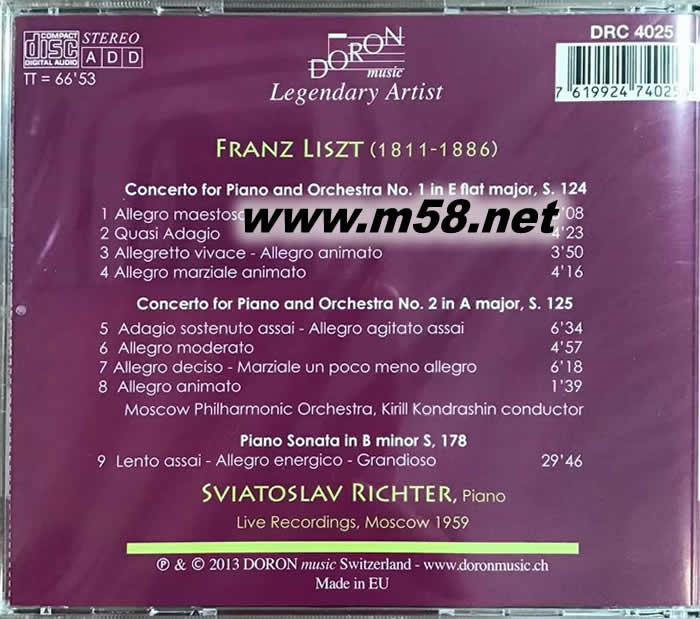 COMPACT
disc
DIGITAL AUDIO
STEREO
A D D
TT = 66'53
DORON
music
Legendary Artist
DRC 4025
7 619924 74025
FRANZ LISZT (1811-1886)
Concerto for Piano and Orchestra No. 1 in E flat major, S. 124
1 Allegro maestoso :08
2 Quasi Adagio 4'23
www.m58.net
3 Allegretto vivace - Allegro animato 3'50
4 Allegro marziale animato 4'16
Concerto for Piano and Orchestra No. 2 in A major, S. 125
5 Adagio sostenuto assai - Allegro agitato assai 6'34
6 Allegro moderato 4'57
7 Allegro deciso - Marziale un poco meno allegro 6'18
8 Allegro animato 1'39
Moscow Philharmonic Orchestra, Kirill Kondrashin conductor
Piano Sonata in B minor S, 178
9 Lento assai - Allegro energico - Grandioso 29'46
SVIATOSLAV RICHTER, Piano
Live Recordings, Moscow 1959
℗ & © 2013 DORON music Switzerland - www.doronmusic.ch
Made in EU